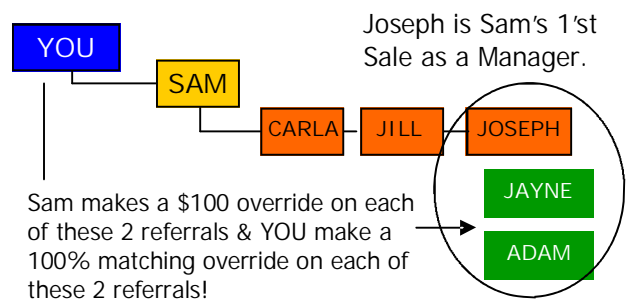 YOU
Joseph is Sam's 1'st
Sale as a Manager.
SAM
CARLA
JILL
JOSEPH
JAYNE
ADAM
Sam makes a $100 override on each
of these 2 referrals & YOU make a
100% matching override on each of
these 2 referrals!